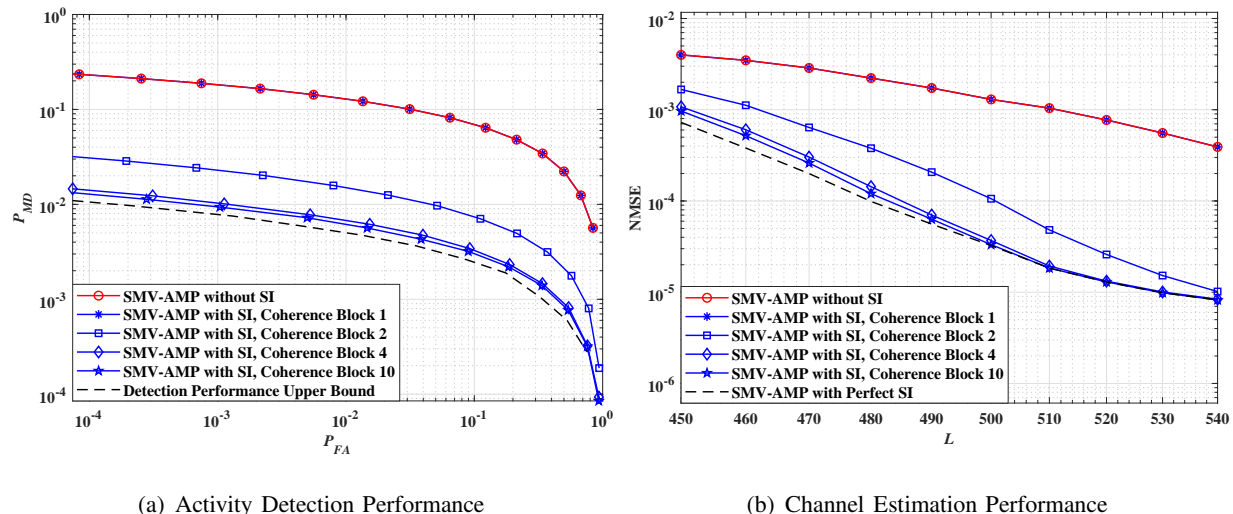 10^0
10^-1
10^-2
10^-3
10^-4
P_MD
SMV-AMP without SI
SMV-AMP with SI, Coherence Block 1
SMV-AMP with SI, Coherence Block 2
SMV-AMP with SI, Coherence Block 4
SMV-AMP with SI, Coherence Block 10
Detection Performance Upper Bound
10^-4 10^-3 10^-2 10^-1 10^0
P_FA
(a) Activity Detection Performance
10^-2
10^-3
10^-4
10^-5
10^-6
NMSE
SMV-AMP without SI
SMV-AMP with SI, Coherence Block 1
SMV-AMP with SI, Coherence Block 2
SMV-AMP with SI, Coherence Block 4
SMV-AMP with SI, Coherence Block 10
SMV-AMP with Perfect SI
450 460 470 480 490 500 510 520 530 540
L
(b) Channel Estimation Performance